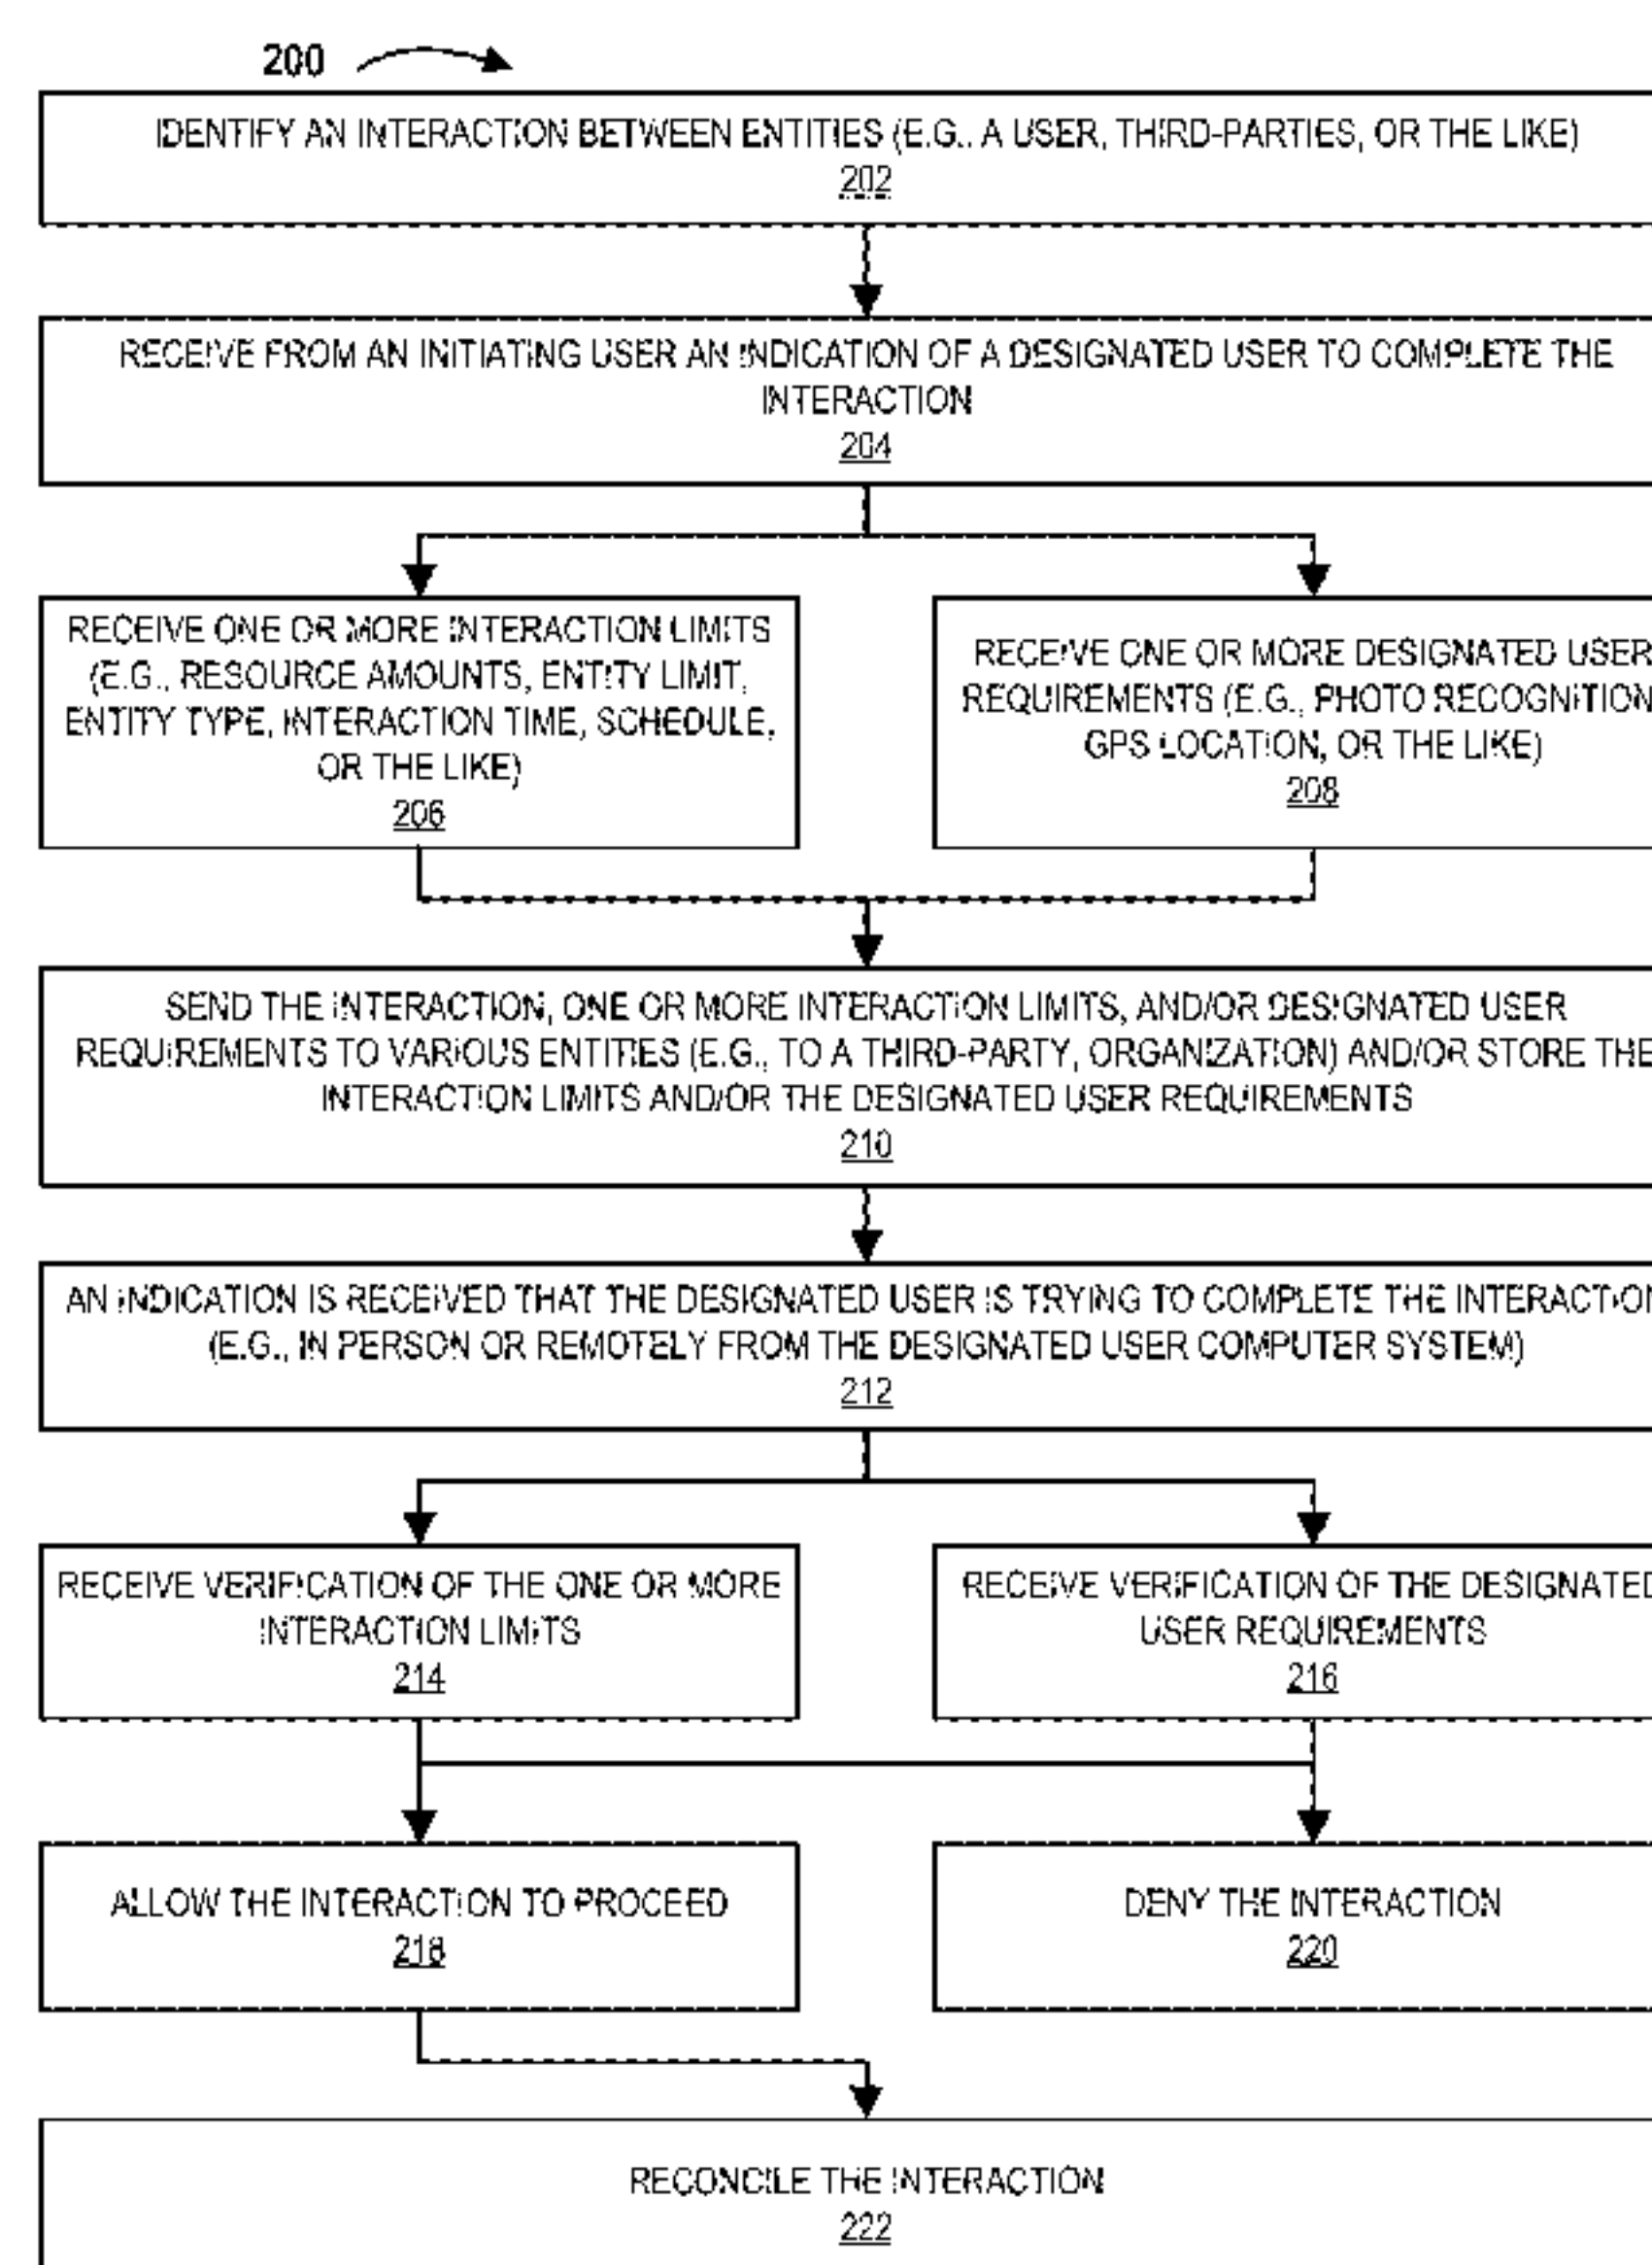 200
IDENTIFY AN INTERACTION BETWEEN ENTITIES (E.G., A USER, THIRD-PARTIES, OR THE LIKE)
202
RECEIVE FROM AN INITIATING USER AN INDICATION OF A DESIGNATED USER TO COMPLETE THE
INTERACTION
204
RECEIVE ONE OR MORE INTERACTION LIMITS
(E.G., RESOURCE AMOUNTS, ENTITY LIMIT,
ENTITY TYPE, INTERACTION TIME, SCHEDULE,
OR THE LIKE)
206
RECEIVE ONE OR MORE DESIGNATED USER
REQUIREMENTS (E.G., PHOTO RECOGNITION
GPS LOCATION, OR THE LIKE)
208
SEND THE INTERACTION, ONE OR MORE INTERACTION LIMITS, AND/OR DESIGNATED USER
REQUIREMENTS TO VARIOUS ENTITIES (E.G., TO A THIRD-PARTY, ORGANIZATION) AND/OR STORE THE
INTERACTION LIMITS AND/OR THE DESIGNATED USER REQUIREMENTS
210
AN INDICATION IS RECEIVED THAT THE DESIGNATED USER IS TRYING TO COMPLETE THE INTERACTION
(E.G., IN PERSON OR REMOTELY FROM THE DESIGNATED USER COMPUTER SYSTEM)
212
RECEIVE VERIFICATION OF THE ONE OR MORE
INTERACTION LIMITS
214
RECEIVE VERIFICATION OF THE DESIGNATED
USER REQUIREMENTS
216
ALLOW THE INTERACTION TO PROCEED
218
DENY THE INTERACTION
220
RECONCILE THE INTERACTION
222